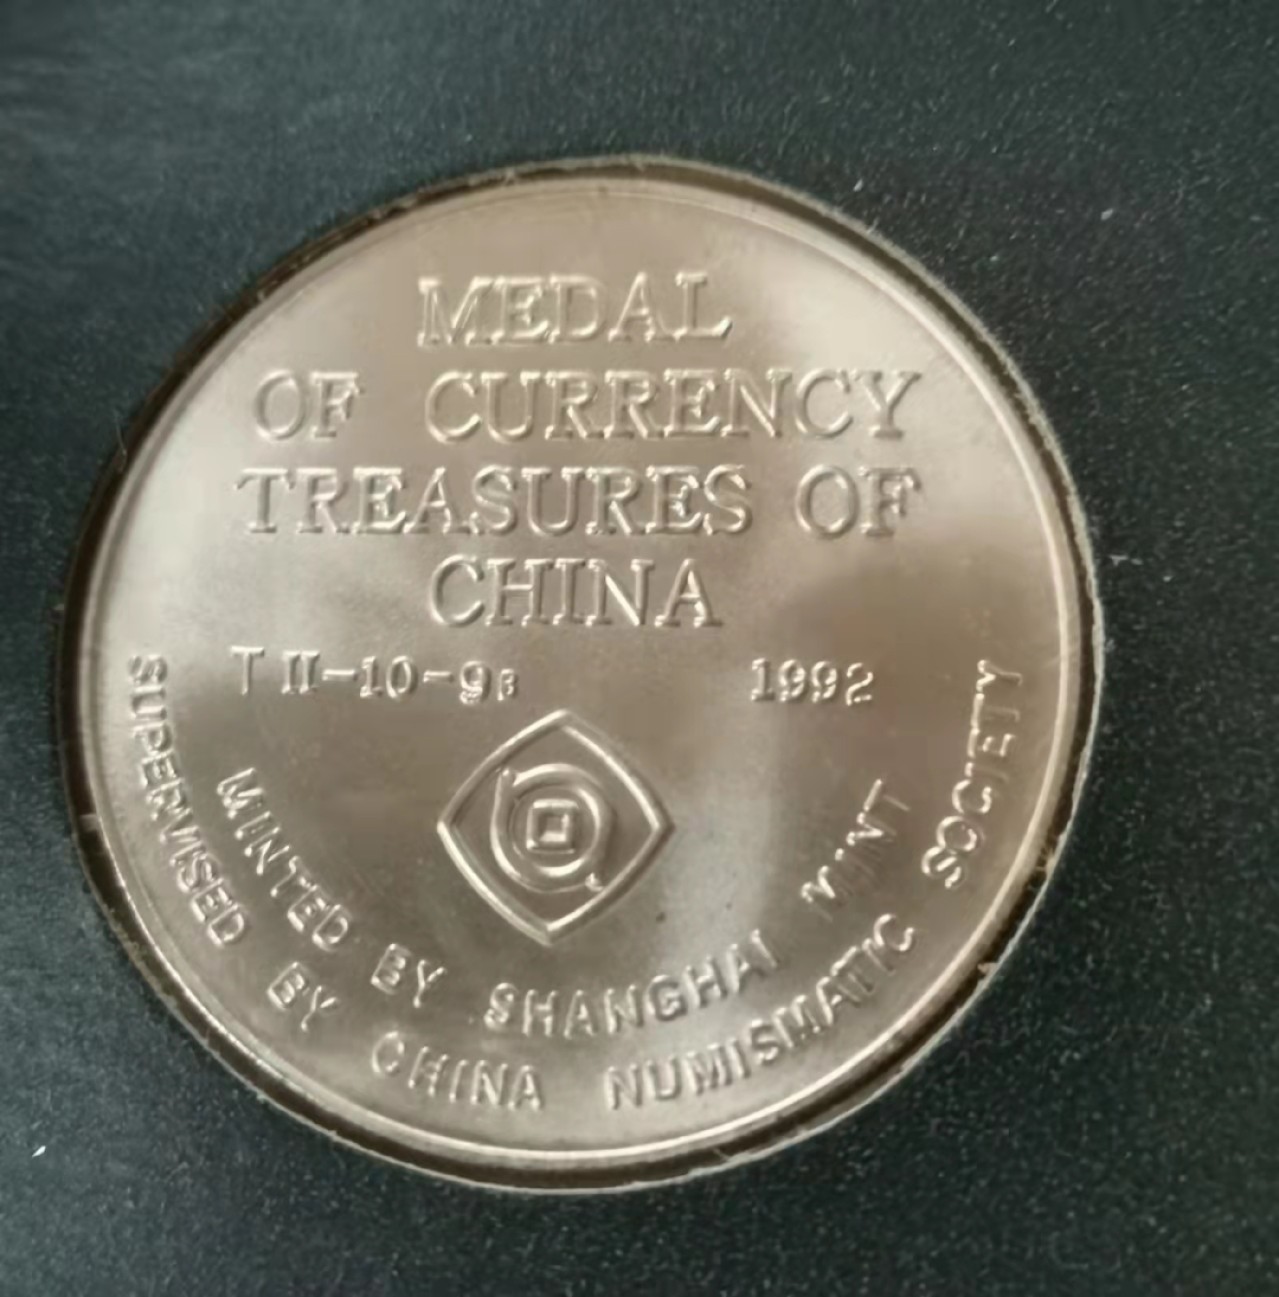 MEDAL
OF CURRENCY
TREASURES OF
CHINA
T II-10-9B 1992
MINTED BY SHANGHAI MINT
SUPERVISED BY CHINA NUMISMATIC SOCIETY